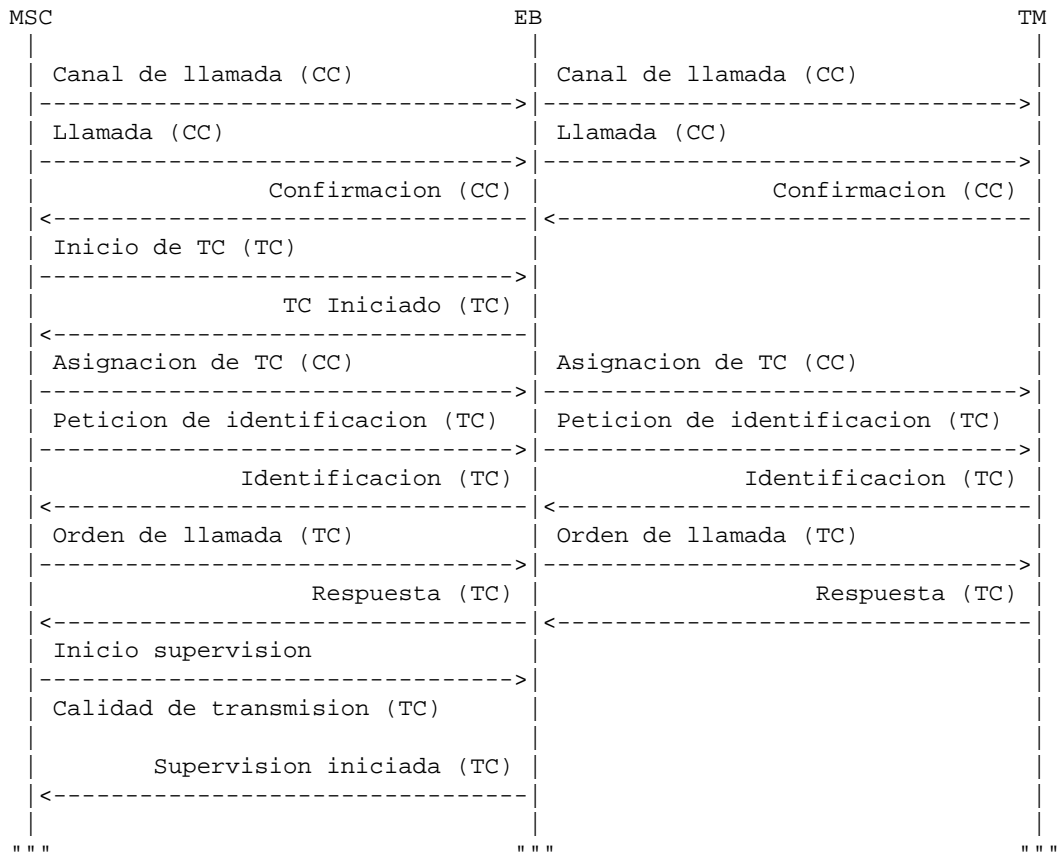 MSC EB TM
Canal de llamada (CC) Canal de llamada (CC)
Llamada (CC) Llamada (CC)
Confirmacion (CC) Confirmacion (CC)
Inicio de TC (TC)
TC Iniciado (TC)
Asignacion de TC (CC) Asignacion de TC (CC)
Peticion de identificacion (TC) Peticion de identificacion (TC)
Identificacion (TC) Identificacion (TC)
Orden de llamada (TC) Orden de llamada (TC)
Respuesta (TC) Respuesta (TC)
Inicio supervision
Calidad de transmision (TC)
Supervision iniciada (TC)
""" """ """